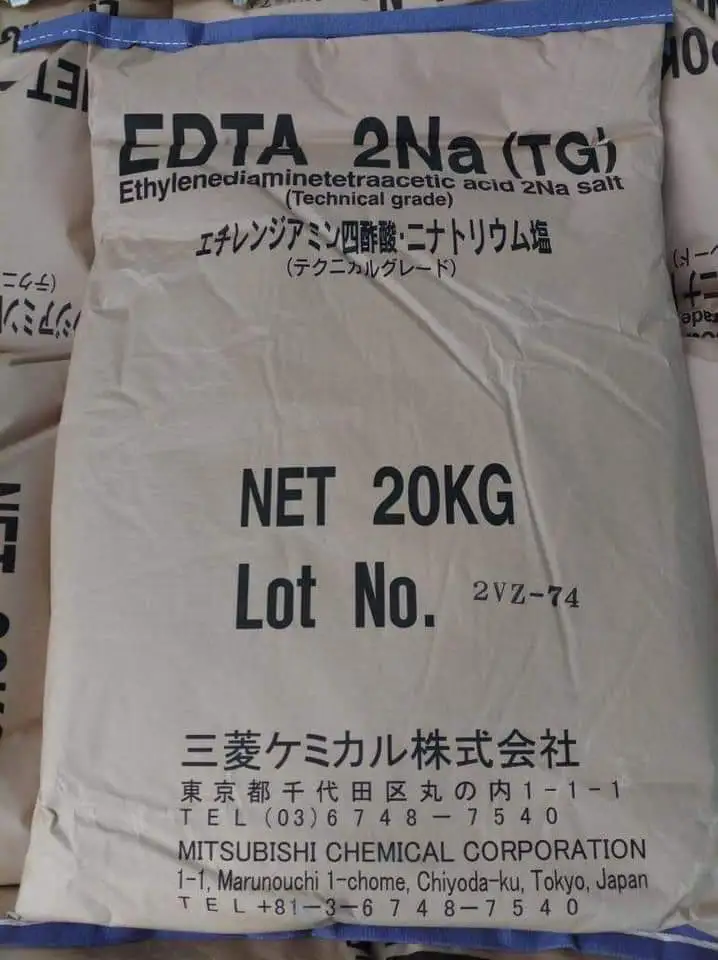 EDTA 2Na (TG)
Ethylenediaminetetraacetic acid 2Na salt
(Technical grade)
エチレンジアミン四酢酸・ニナトリウム塩
(テクニカルグレード)
NET 20KG
Lot No. 2VZ-74
三菱ケミカル株式会社
東京都千代田区丸の内1-1-1
TEL (03)6748-7540
MITSUBISHI CHEMICAL CORPORATION
1-1, Marunouchi 1-chome, Chiyoda-ku, Tokyo, Japan
TEL+81-3-6748-7540